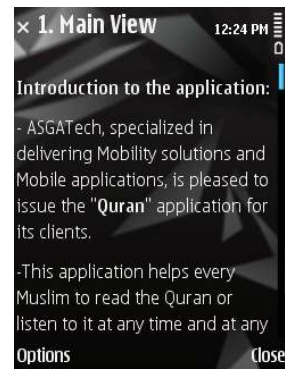 × 1. Main View 12:24 PM
Introduction to the application:
- ASGATech, specialized in
delivering Mobility solutions and
Mobile applications, is pleased to
issue the "Quran" application for
its clients.
-This application helps every
Muslim to read the Quran or
listen to it at any time and at any
Options Close